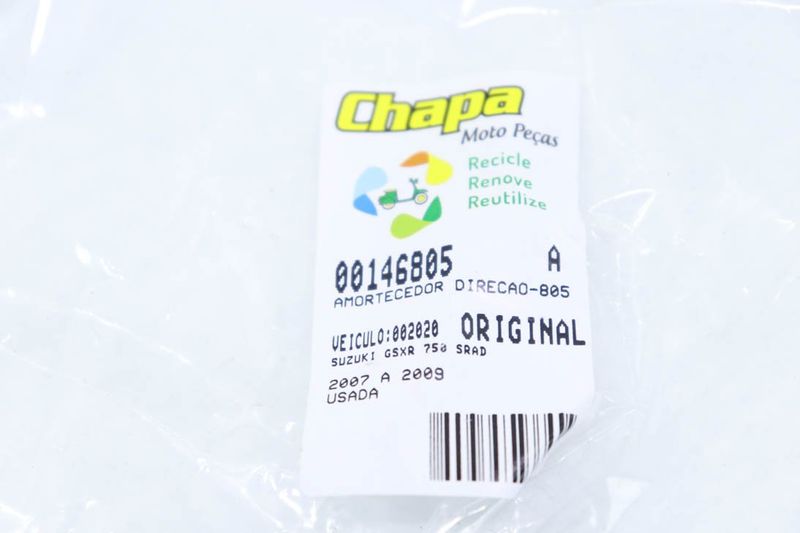 Chapa
Moto Peças
Recicle
Renove
Reutilize
00146805 A
AMORTECEDOR DIRECAO-805
VEICULO:002020 ORIGINAL
SUZUKI GSXR 750 SRAD
2007 A 2009
USADA